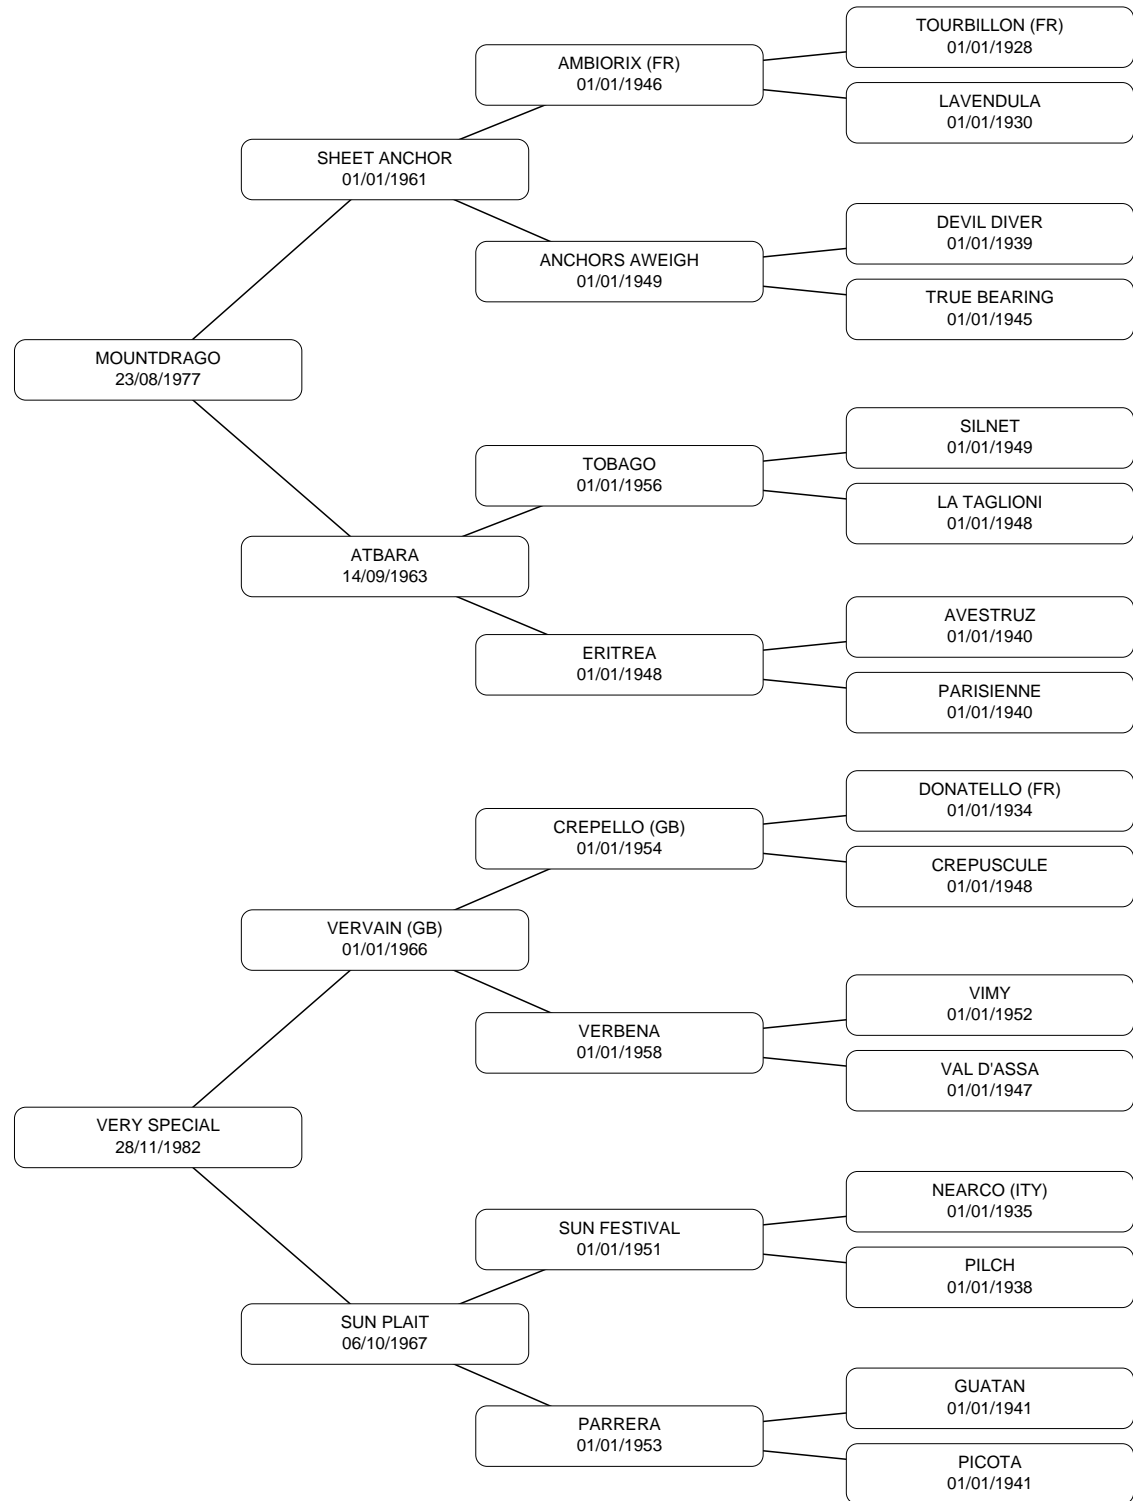 TOURBILLON (FR)
01/01/1928
AMBIORIX (FR)
01/01/1946
LAVENDULA
01/01/1930
SHEET ANCHOR
01/01/1961
DEVIL DIVER
01/01/1939
ANCHORS AWEIGH
01/01/1949
TRUE BEARING
01/01/1945
MOUNTDRAGO
23/08/1977
SILNET
01/01/1949
TOBAGO
01/01/1956
LA TAGLIONI
01/01/1948
ATBARA
14/09/1963
AVESTRUZ
01/01/1940
ERITREA
01/01/1948
PARISIENNE
01/01/1940
DONATELLO (FR)
01/01/1934
CREPELLO (GB)
01/01/1954
CREPUSCULE
01/01/1948
VERVAIN (GB)
01/01/1966
VIMY
01/01/1952
VERBENA
01/01/1958
VAL D'ASSA
01/01/1947
VERY SPECIAL
28/11/1982
NEARCO (ITY)
01/01/1935
SUN FESTIVAL
01/01/1951
PILCH
01/01/1938
SUN PLAIT
06/10/1967
GUATAN
01/01/1941
PARRERA
01/01/1953
PICOTA
01/01/1941